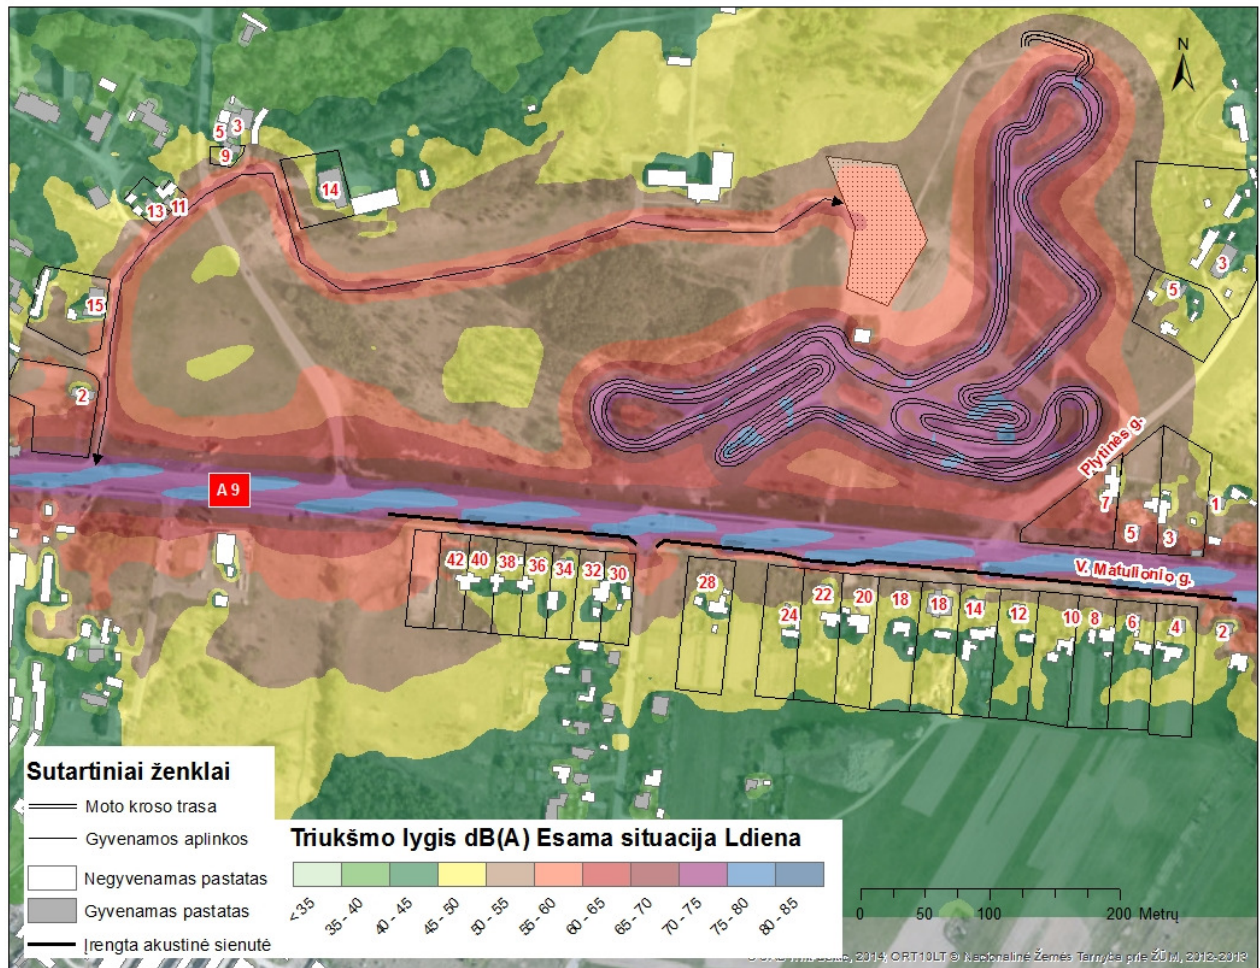 N
5
3
9
14
13
11
15
2
3
5
A 9
Plytinės g.
7
5
3
1
V. Matulionio g.
42
40
38
36
34
32
30
28
24
22
20
18
18
14
12
10
8
6
4
2
Sutartiniai ženklai
Moto kroso trasa
Gyvenamos aplinkos
Negyvenamas pastatas
Gyvenamas pastatas
Įrengta akustinė sienutė
Triukšmo lygis dB(A) Esama situacija Ldiena
< 35
35 - 40
40 - 45
45 - 50
50 - 55
55 - 60
60 - 65
65 - 70
70 - 75
75 - 80
80 - 85
0 50 100 200 Metrų
2014; ORT10LT © Nacionalinė Žemės Tarnyba prie ŽŪM, 2012-2013